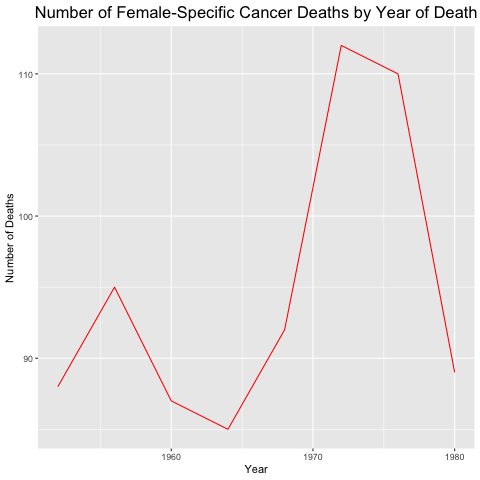 Number of Female-Specific Cancer Deaths by Year of Death
110
100
90
Number of Deaths
1960
1970
1980
Year